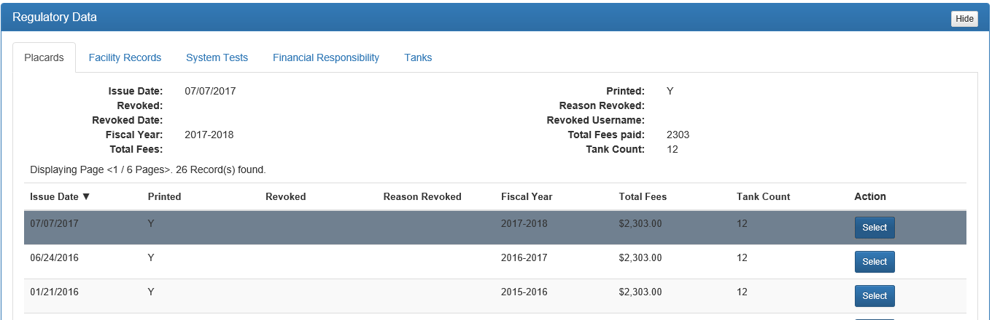 Regulatory Data Hide
Placards Facility Records System Tests Financial Responsibility Tanks
Issue Date: 07/07/2017 Printed: Y
Revoked: Reason Revoked:
Revoked Date: Revoked Username:
Fiscal Year: 2017-2018 Total Fees paid: 2303
Total Fees: Tank Count: 12
Displaying Page <1 / 6 Pages>. 26 Record(s) found.
Issue Date ▼ Printed Revoked Reason Revoked Fiscal Year Total Fees Tank Count Action
07/07/2017 Y 2017-2018 $2,303.00 12 Select
06/24/2016 Y 2016-2017 $2,303.00 12 Select
01/21/2016 Y 2015-2016 $2,303.00 12 Select